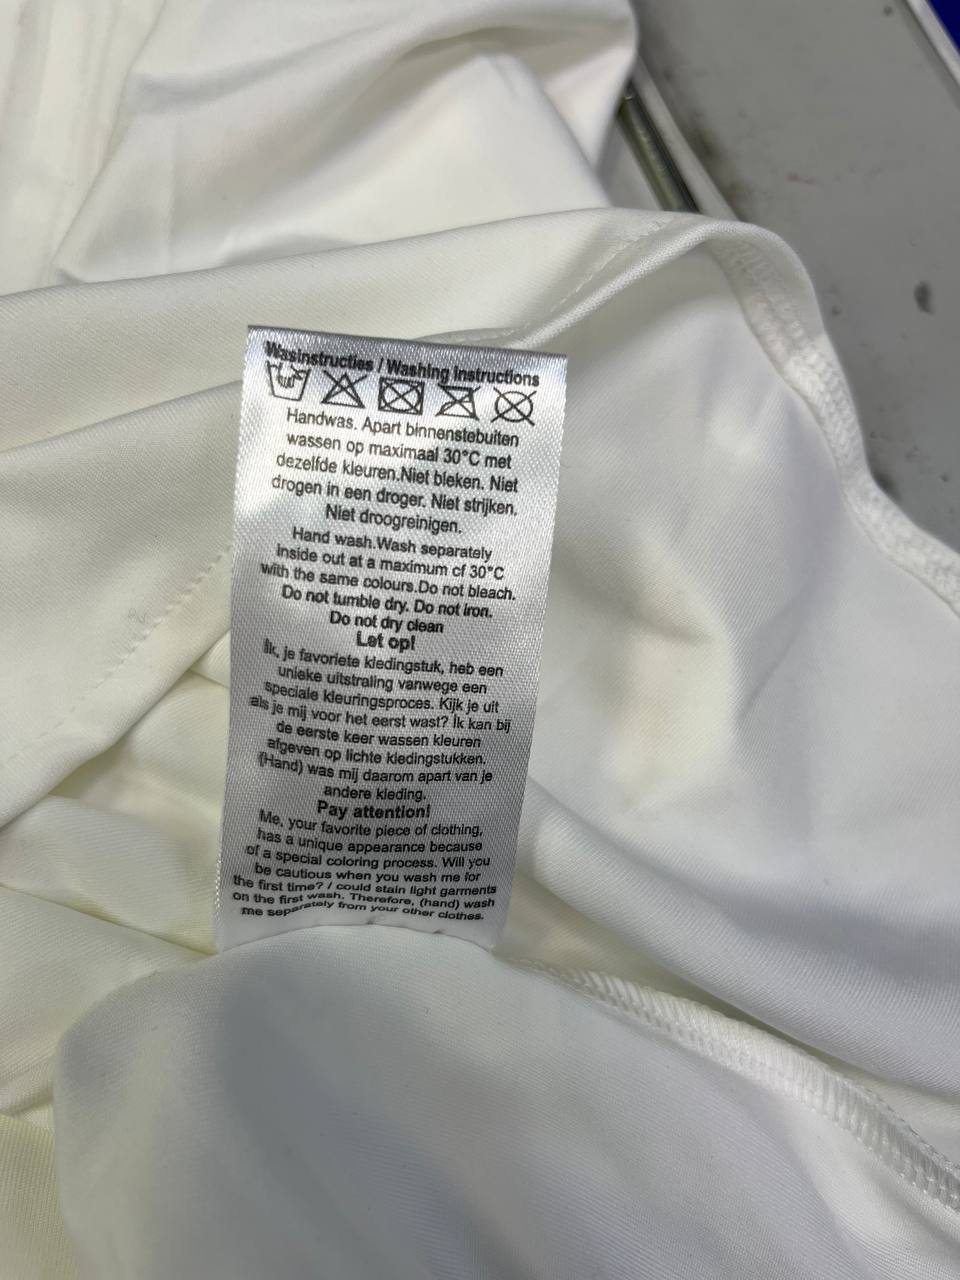 Wasinstructies / Washing instructions
Handwas. Apart binnenstebuiten
wassen op maximaal 30°C met
dezelfde kleuren.Niet bleken. Niet
drogen in een droger. Niet strijken.
Niet droogreinigen.
Hand wash.Wash separately
inside out at a maximum of 30°C
with the same colours.Do not bleach.
Do not tumble dry. Do not iron.
Do not dry clean
Let op!
Ik, je favoriete kledingstuk, heb een
unieke uitstraling vanwege een
speciale kleuringsproces. Kijk je uit
als je mij voor het eerst wast? Ik kan bij
de eerste keer wassen kleuren
afgeven op lichte kledingstukken.
(Hand) was mij daarom apart van je
andere kleding.
Pay attention!
Me, your favorite piece of clothing,
has a unique appearance because
of a special coloring process. Will you
be cautious when you wash me for
the first time? / could stain light garments
on the first wash. Therefore, (hand) wash
me separately from your other clothes.